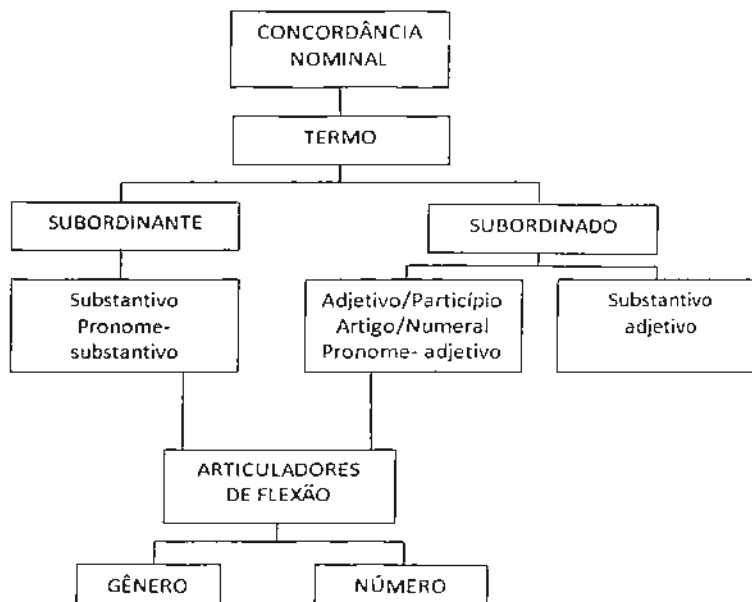 CONCORDÂNCIA
NOMINAL
TERMO
SUBORDINANTE
SUBORDINADO
Substantivo
Pronome-
substantivo
Adjetivo/Particípio
Artigo/Numeral
Pronome- adjetivo
Substantivo
adjetivo
ARTICULADORES
DE FLEXÃO
GÊNERO
NÚMERO